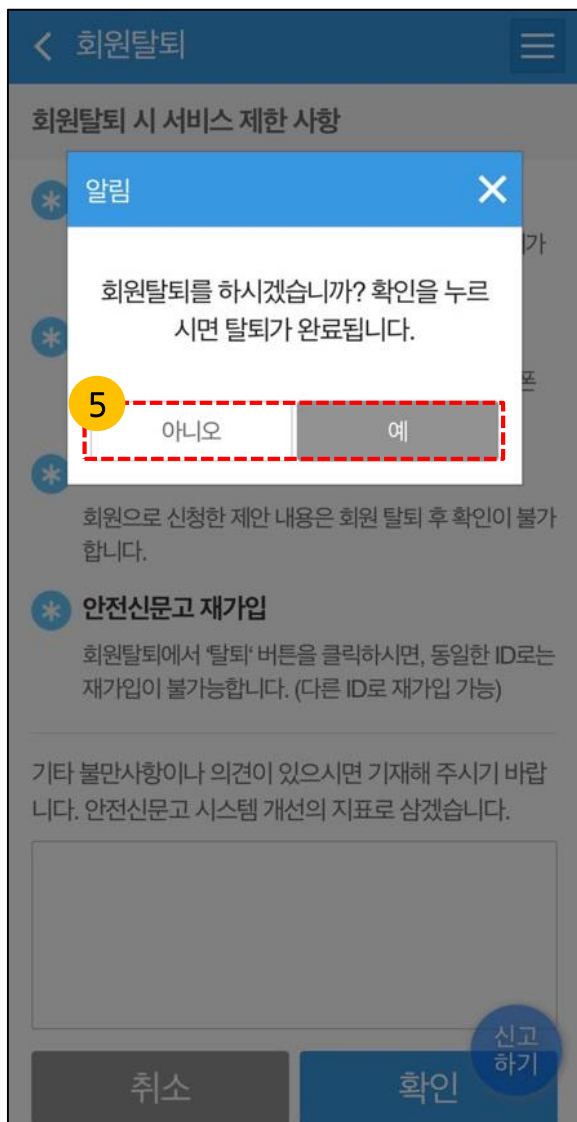 회원탈퇴
회원탈퇴 시 서비스 제한 사항
알림
가
회원탈퇴를 하시겠습니까? 확인을 누르
시면 탈퇴가 완료됩니다.
폰
5
아니오
예
회원으로 신청한 제안 내용은 회원 탈퇴 후 확인이 불가
합니다.
안전신문고 재가입
회원탈퇴에서 ‘탈퇴‘ 버튼을 클릭하시면, 동일한 ID로는
재가입이 불가능합니다. (다른 ID로 재가입 가능)
기타 불만사항이나 의견이 있으시면 기재해 주시기 바랍
니다. 안전신문고 시스템 개선의 지표로 삼겠습니다.
신고
하기
취소
확인